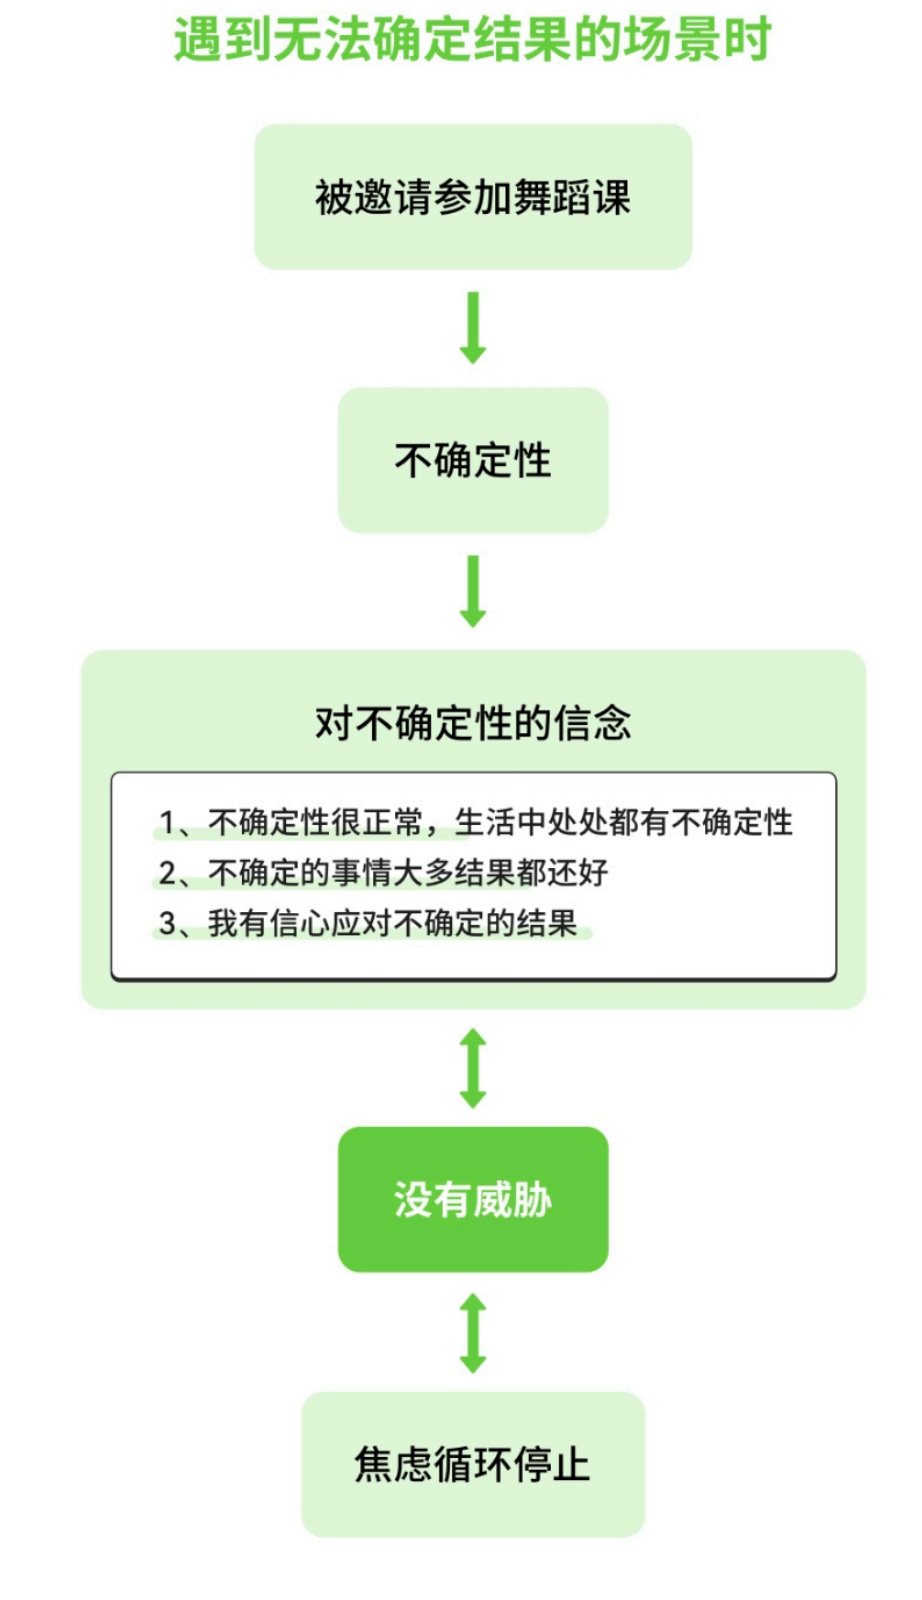 遇到无法确定结果的场景时
被邀请参加舞蹈课
不确定性
对不确定性的信念
1、不确定性很正常，生活中处处都有不确定性
2、不确定的事情大多结果都还好
3、我有信心应对不确定的结果
没有威胁
焦虑循环停止